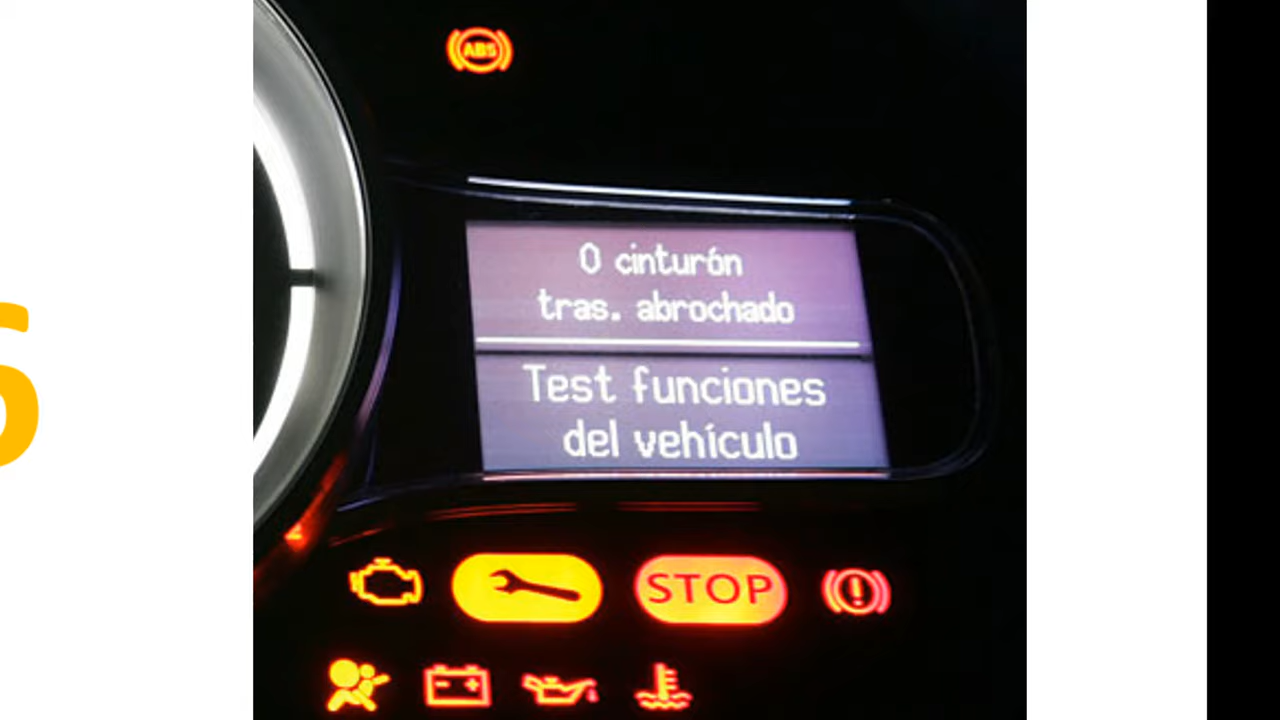 ABS
0 cinturón
tras. abrochado
Test funciones
del vehículo
STOP